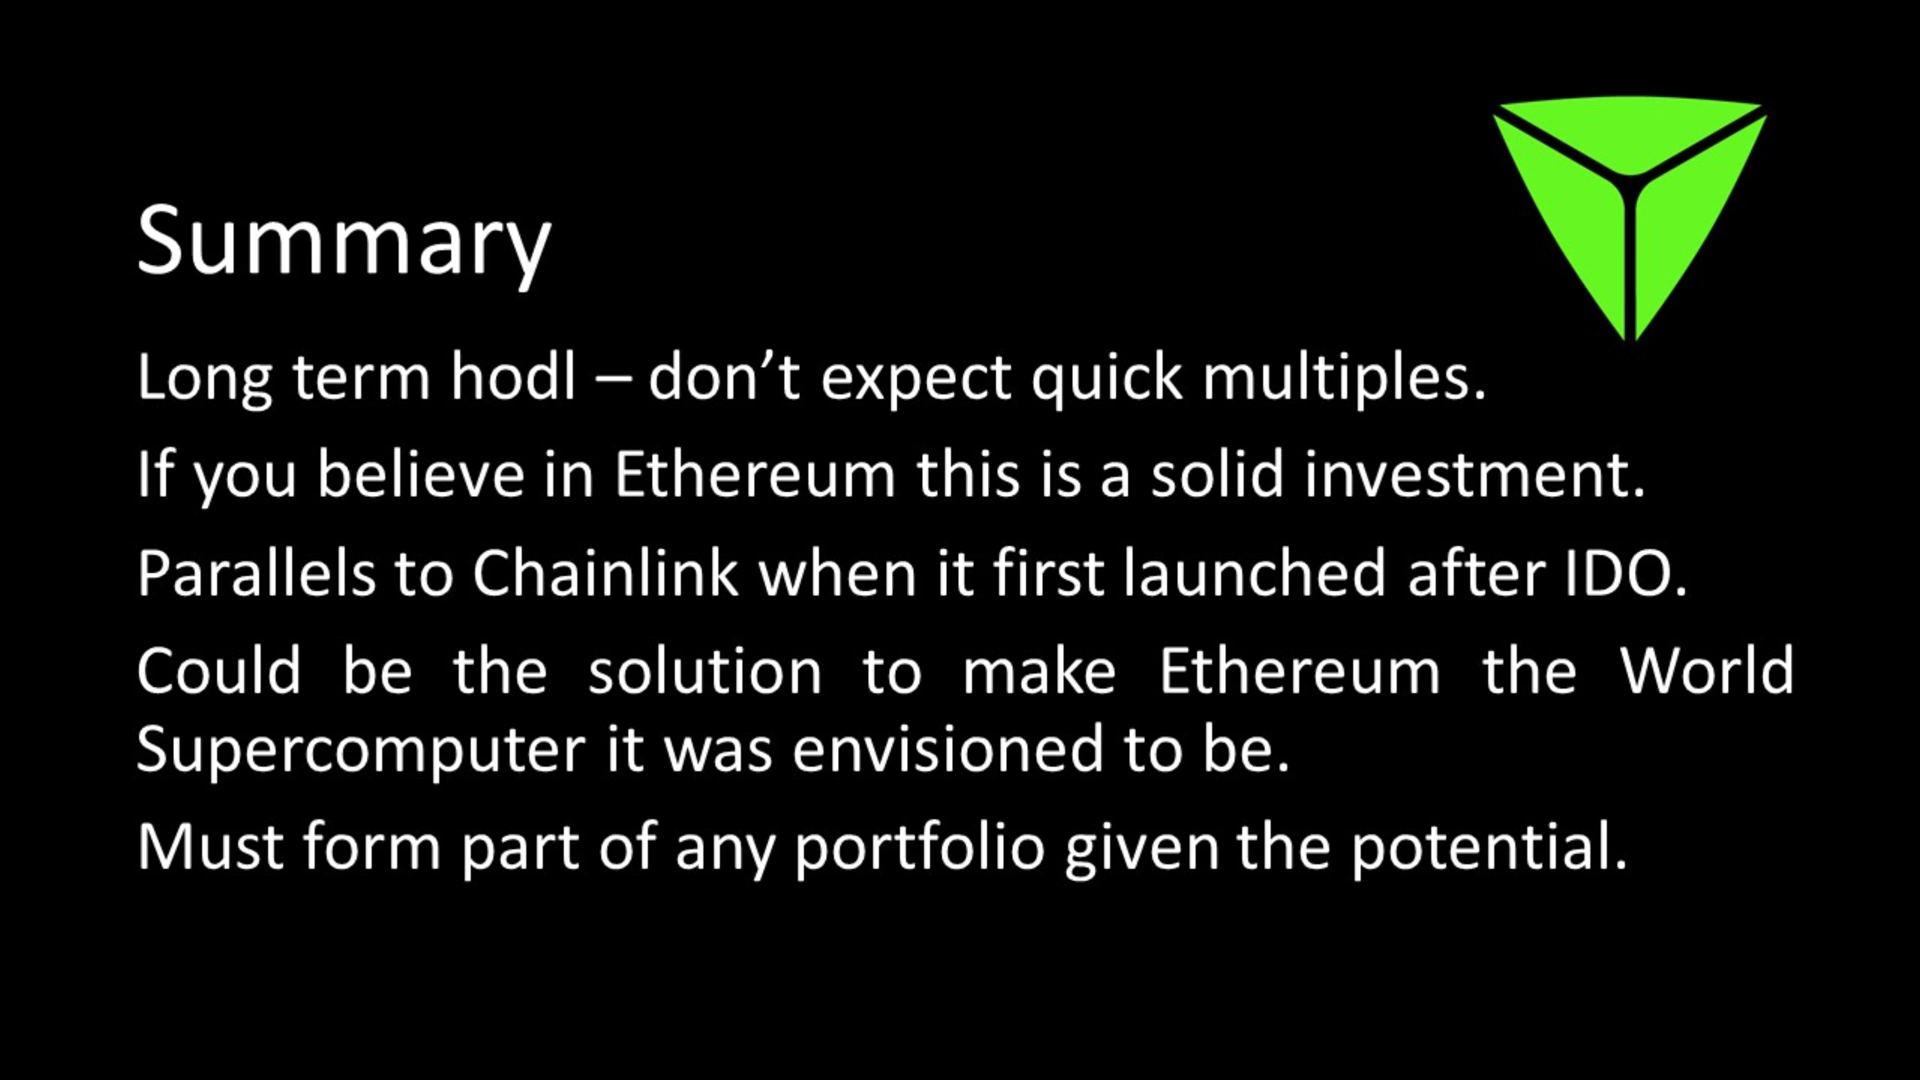 Summary
Long term hodl – don’t expect quick multiples.
If you believe in Ethereum this is a solid investment.
Parallels to Chainlink when it first launched after IDO.
Could be the solution to make Ethereum the World
Supercomputer it was envisioned to be.
Must form part of any portfolio given the potential.